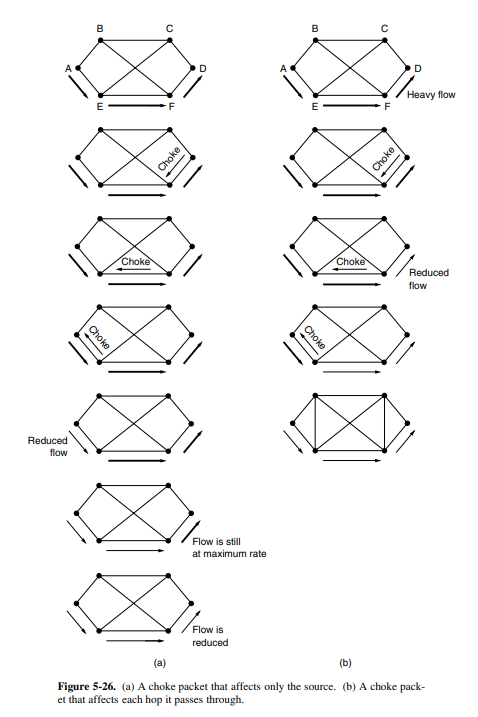 B C B C
A D A D
E F E F
Heavy flow
Choke Choke
Choke Choke
Reduced
flow
Choke Choke
Reduced
flow
Flow is still
at maximum rate
Flow is
reduced
(a) (b)
Figure 5-26. (a) A choke packet that affects only the source. (b) A choke pack-
et that affects each hop it passes through.